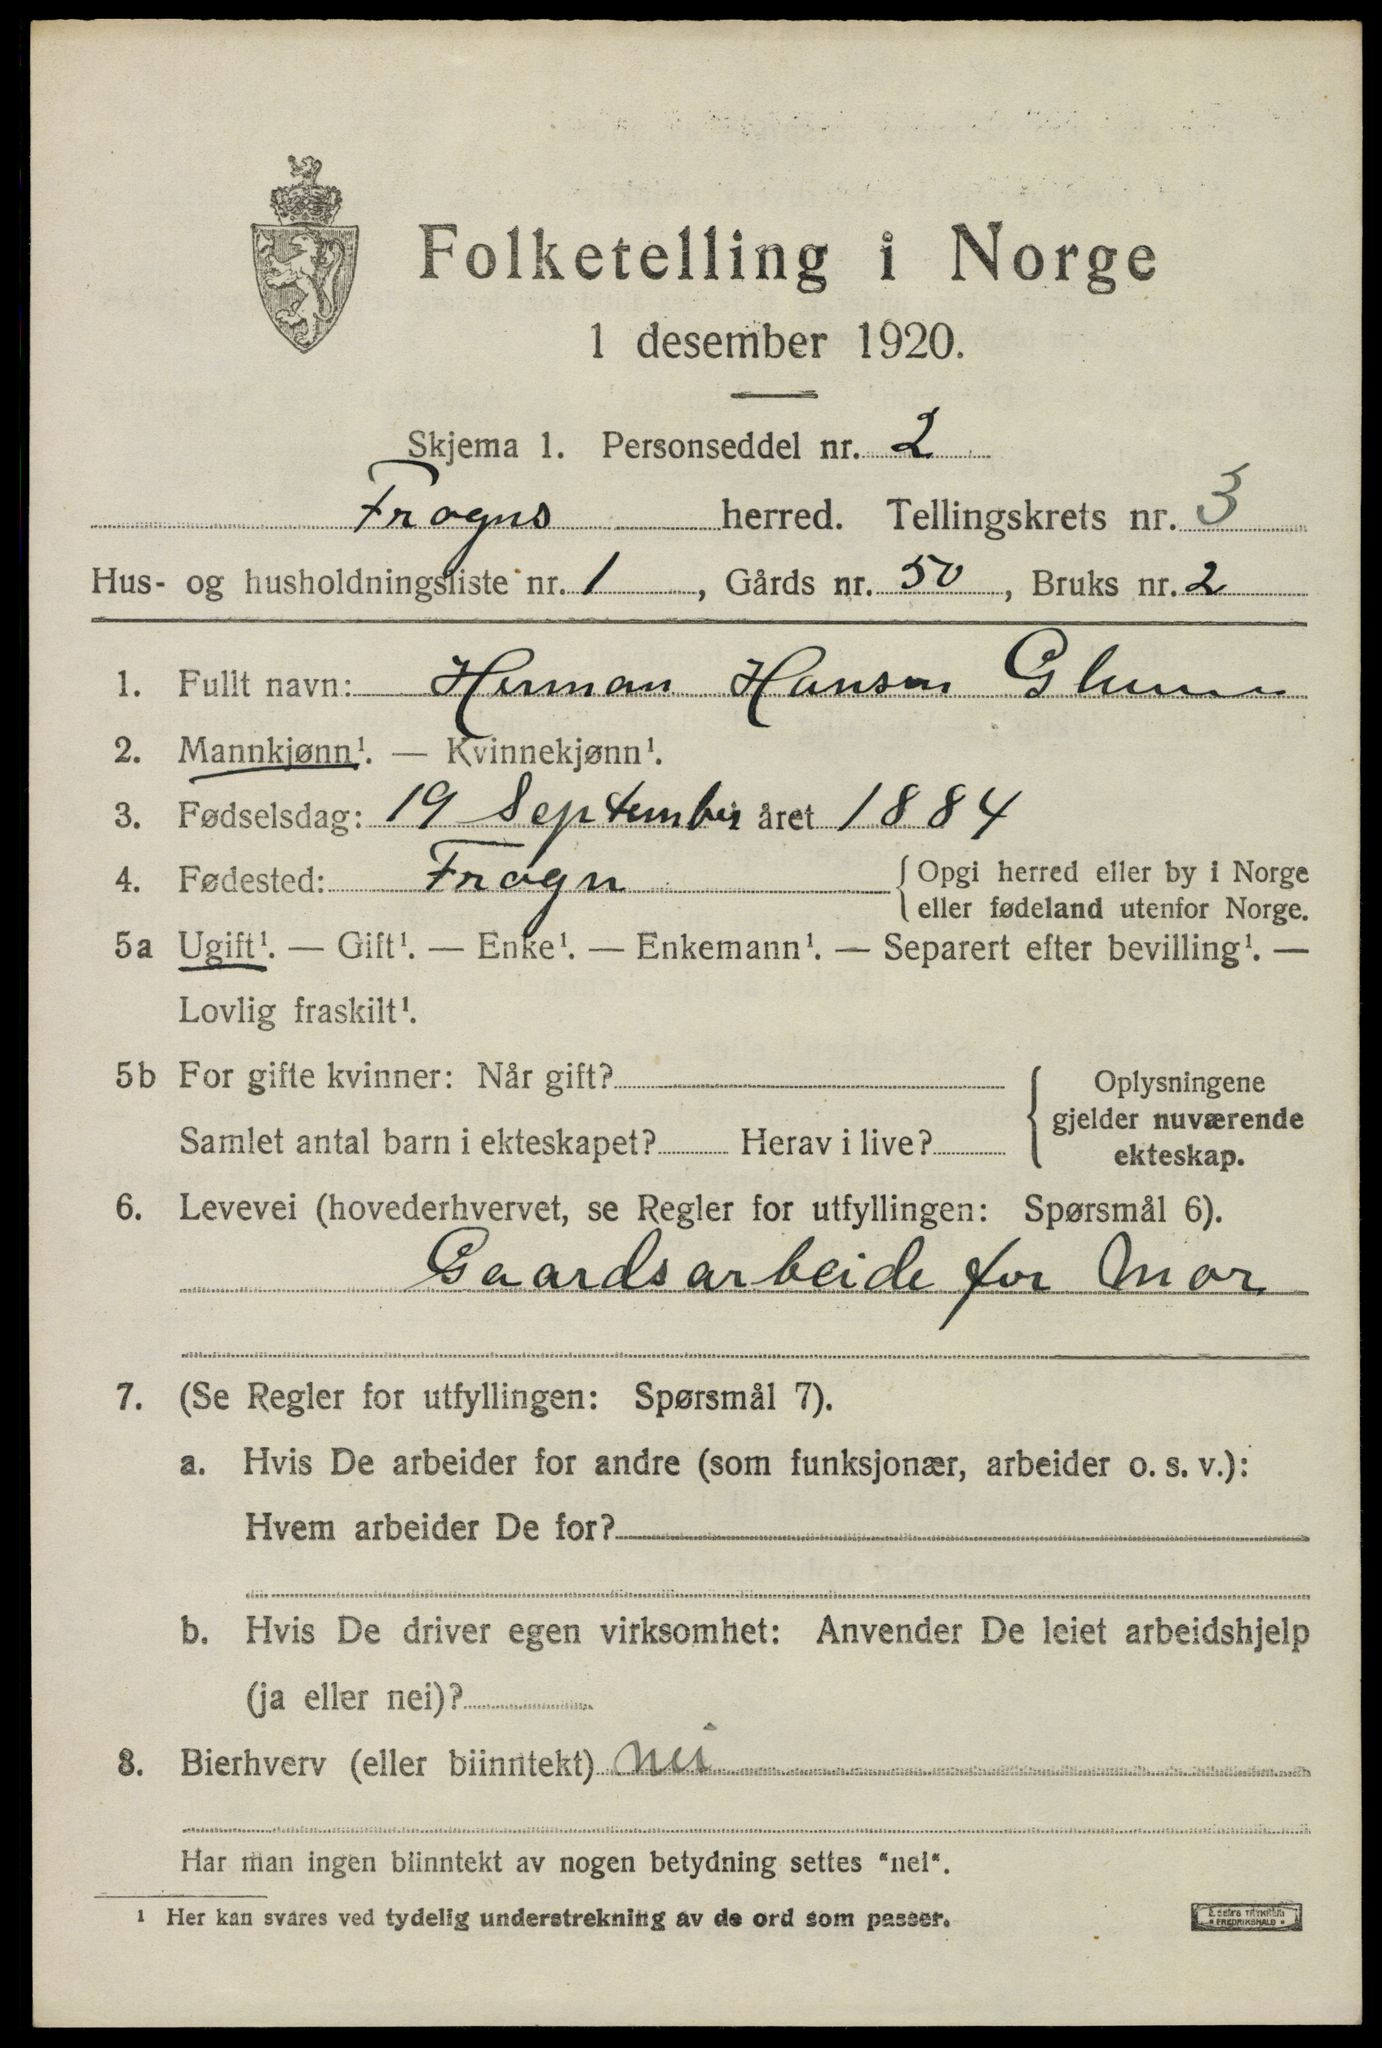 Folketelling i Norge
1 desember 1920.
Skjema 1. Personseddel nr. 2
Frogns herred. Tellingskrets nr. 3
Hus- og husholdningsliste nr. 1, Gårds nr. 50, Bruks nr. 2
1. Fullt navn: Herman Hansen
2. Mannkjønn¹. — Kvinnekjønn¹.
3. Fødselsdag: 19 September året 1884
4. Fødested: Frogn { Opgi herred eller by i Norge
eller fødeland utenfor Norge.
5a Ugift¹. — Gift¹. — Enke¹. — Enkemann¹. — Separert efter bevilling¹. —
Lovlig fraskilt¹.
5b For gifte kvinner: Når gift? { Oplysningene
gjelder nuværende
Samlet antal barn i ekteskapet? Herav i live?
ekteskap.
6. Levevei (hovederhvervet, se Regler for utfyllingen: Spørsmål 6).
Gaardsarbeide for Mor
7. (Se Regler for utfyllingen: Spørsmål 7).
a. Hvis De arbeider for andre (som funksjonær, arbeider o. s. v.):
Hvem arbeider De for?
b. Hvis De driver egen virksomhet: Anvender De leiet arbeidshjelp
(ja eller nei)?
8. Bierhverv (eller biinntekt) nei
Har man ingen biinntekt av nogen betydning settes "nei".
¹ Her kan svares ved tydelig understrekning av de ord som passer.
FREDRIKSHALD